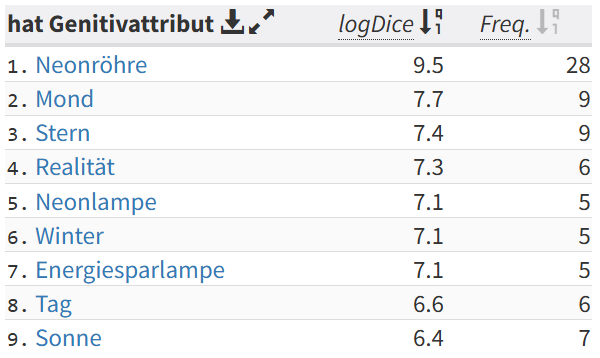 hat Genitivattribut logDice Freq.
1. Neonröhre 9.5 28
2. Mond 7.7 9
3. Stern 7.4 9
4. Realität 7.3 6
5. Neonlampe 7.1 5
6. Winter 7.1 5
7. Energiesparlampe 7.1 5
8. Tag 6.6 6
9. Sonne 6.4 7